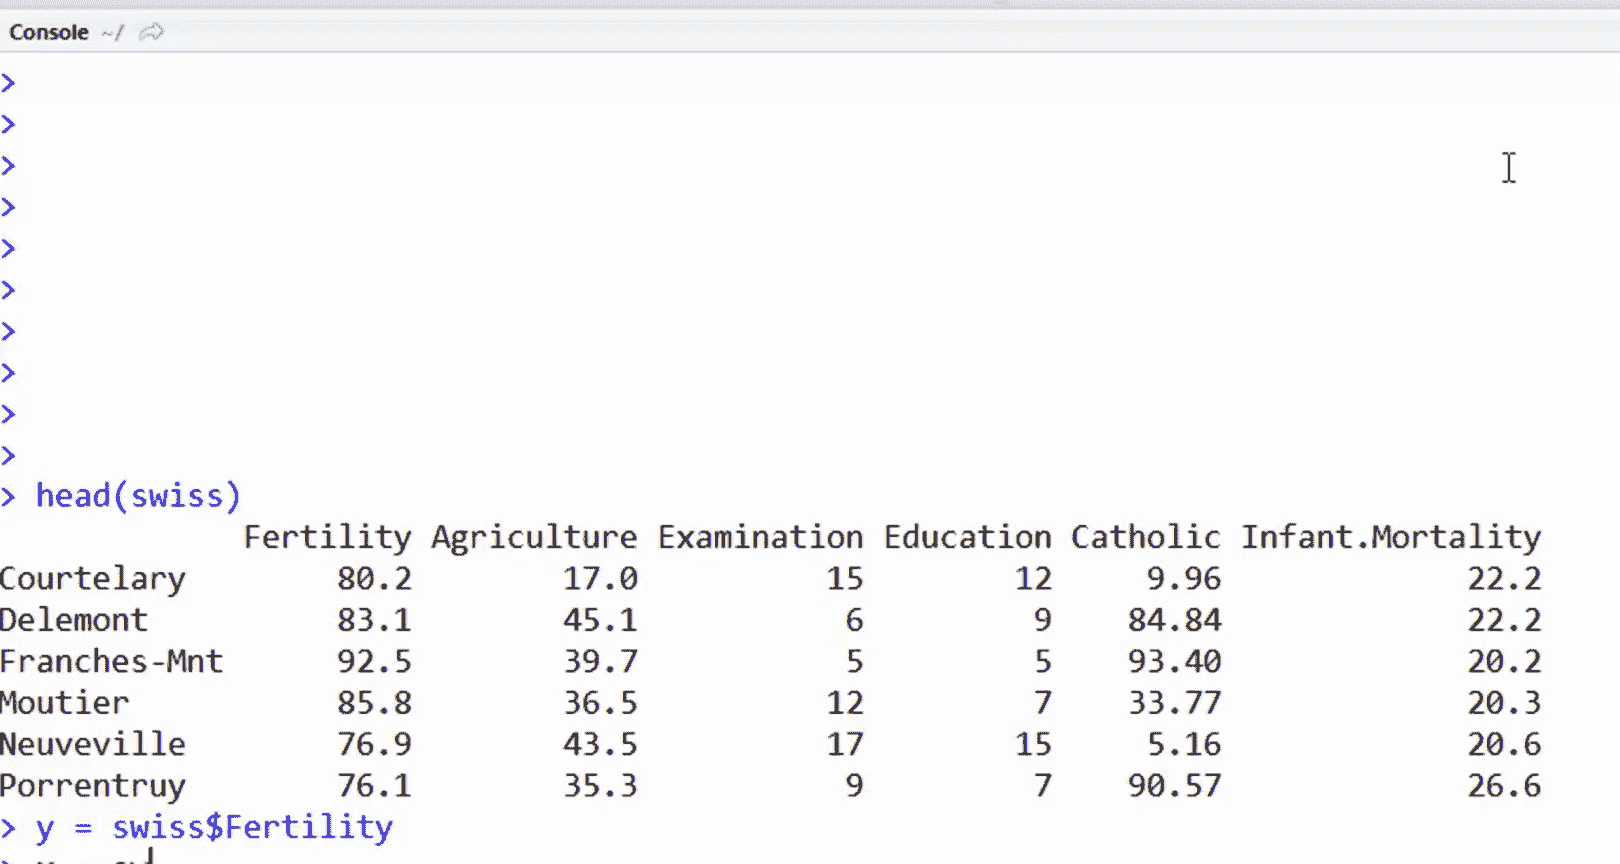 Console ~/
>
>
>
>
>
>
>
>
>
>
> head(swiss)
Fertility Agriculture Examination Education Catholic Infant.Mortality
Courtelary 80.2 17.0 15 12 9.96 22.2
Delemont 83.1 45.1 6 9 84.84 22.2
Franches-Mnt 92.5 39.7 5 5 93.40 20.2
Moutier 85.8 36.5 12 7 33.77 20.3
Neuveville 76.9 43.5 17 15 5.16 20.6
Porrentruy 76.1 35.3 9 7 90.57 26.6
> y = swiss$Fertility
>